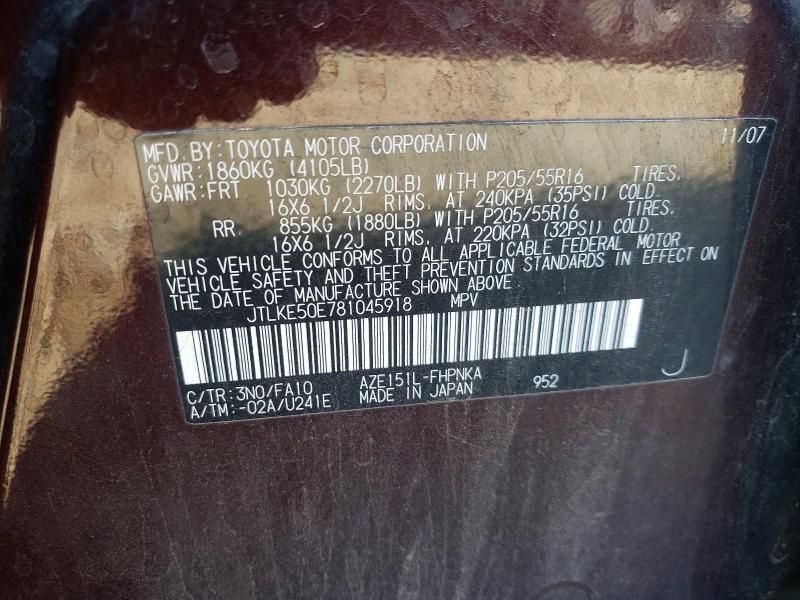 MFD. BY: TOYOTA MOTOR CORPORATION 11/07
GVWR: 1860KG (4105LB)
GAWR: FRT 1030KG (2270LB) WITH P205/55R16 TIRES.
16X6 1/2J RIMS. AT 240KPA (35PSI) COLD
RR. 855KG (1880LB) WITH P205/55R16 TIRES.
16X6 1/2J RIMS. AT 220KPA (32PSI) COLD.
THIS VEHICLE CONFORMS TO ALL APPLICABLE FEDERAL MOTOR
VEHICLE SAFETY AND THEFT PREVENTION STANDARDS IN EFFECT ON
THE DATE OF MANUFACTURE SHOWN ABOVE.
JTLKE50E781045918 MPV
C/TR: 3N0/FA10 AZE151L-FHPNKA 952 J
A/TM: -02A/U241E MADE IN JAPAN